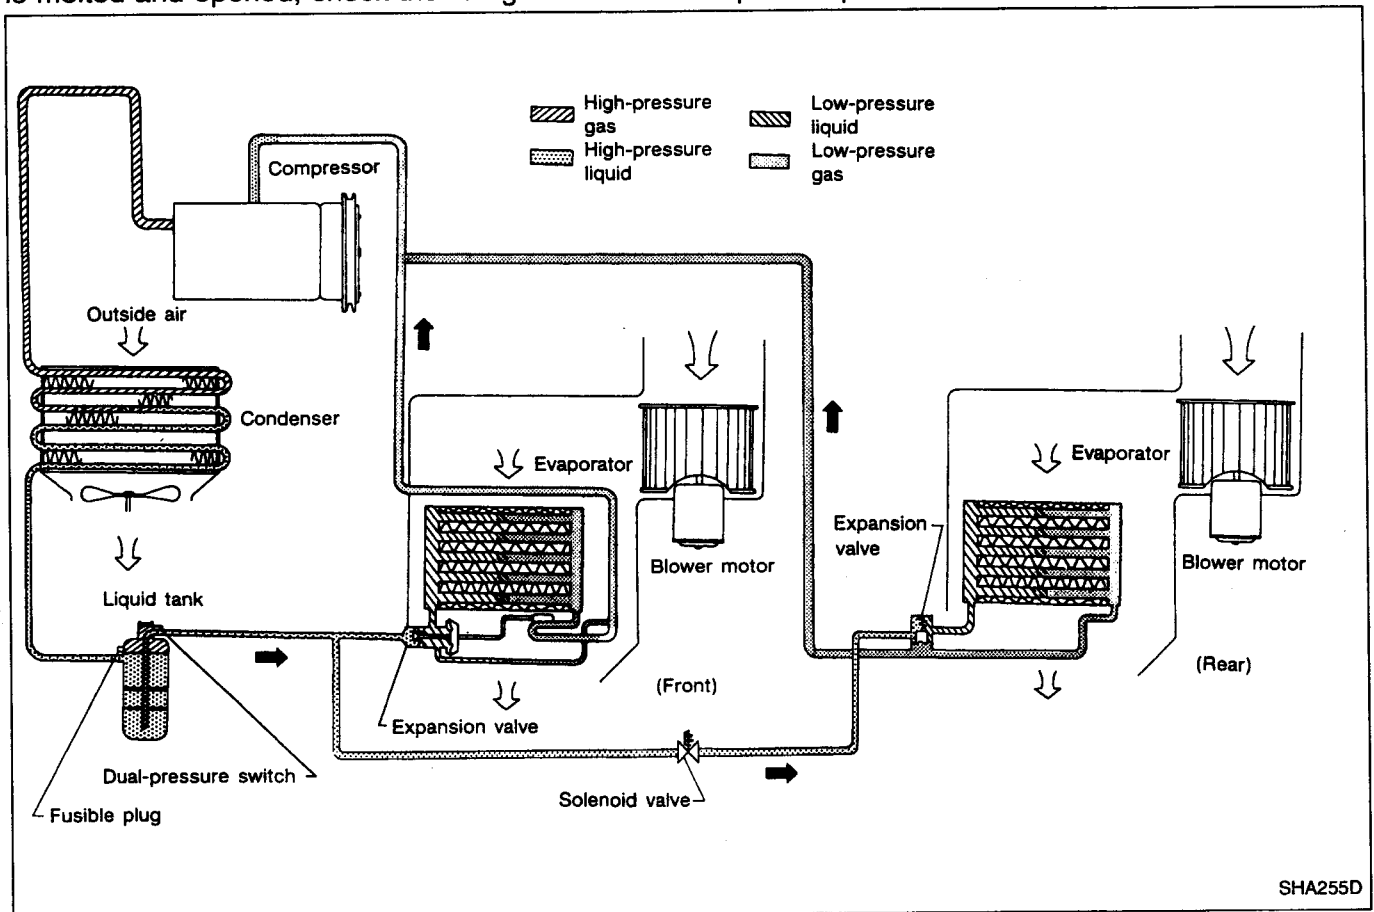 High-pressure
gas
Low-pressure
liquid
High-pressure
liquid
Low-pressure
gas
Compressor
Outside air
Condenser
Evaporator
Evaporator
Expansion
valve
Blower motor
Blower motor
Liquid tank
(Front)
(Rear)
Expansion valve
Dual-pressure switch
Solenoid valve
Fusible plug
SHA255D